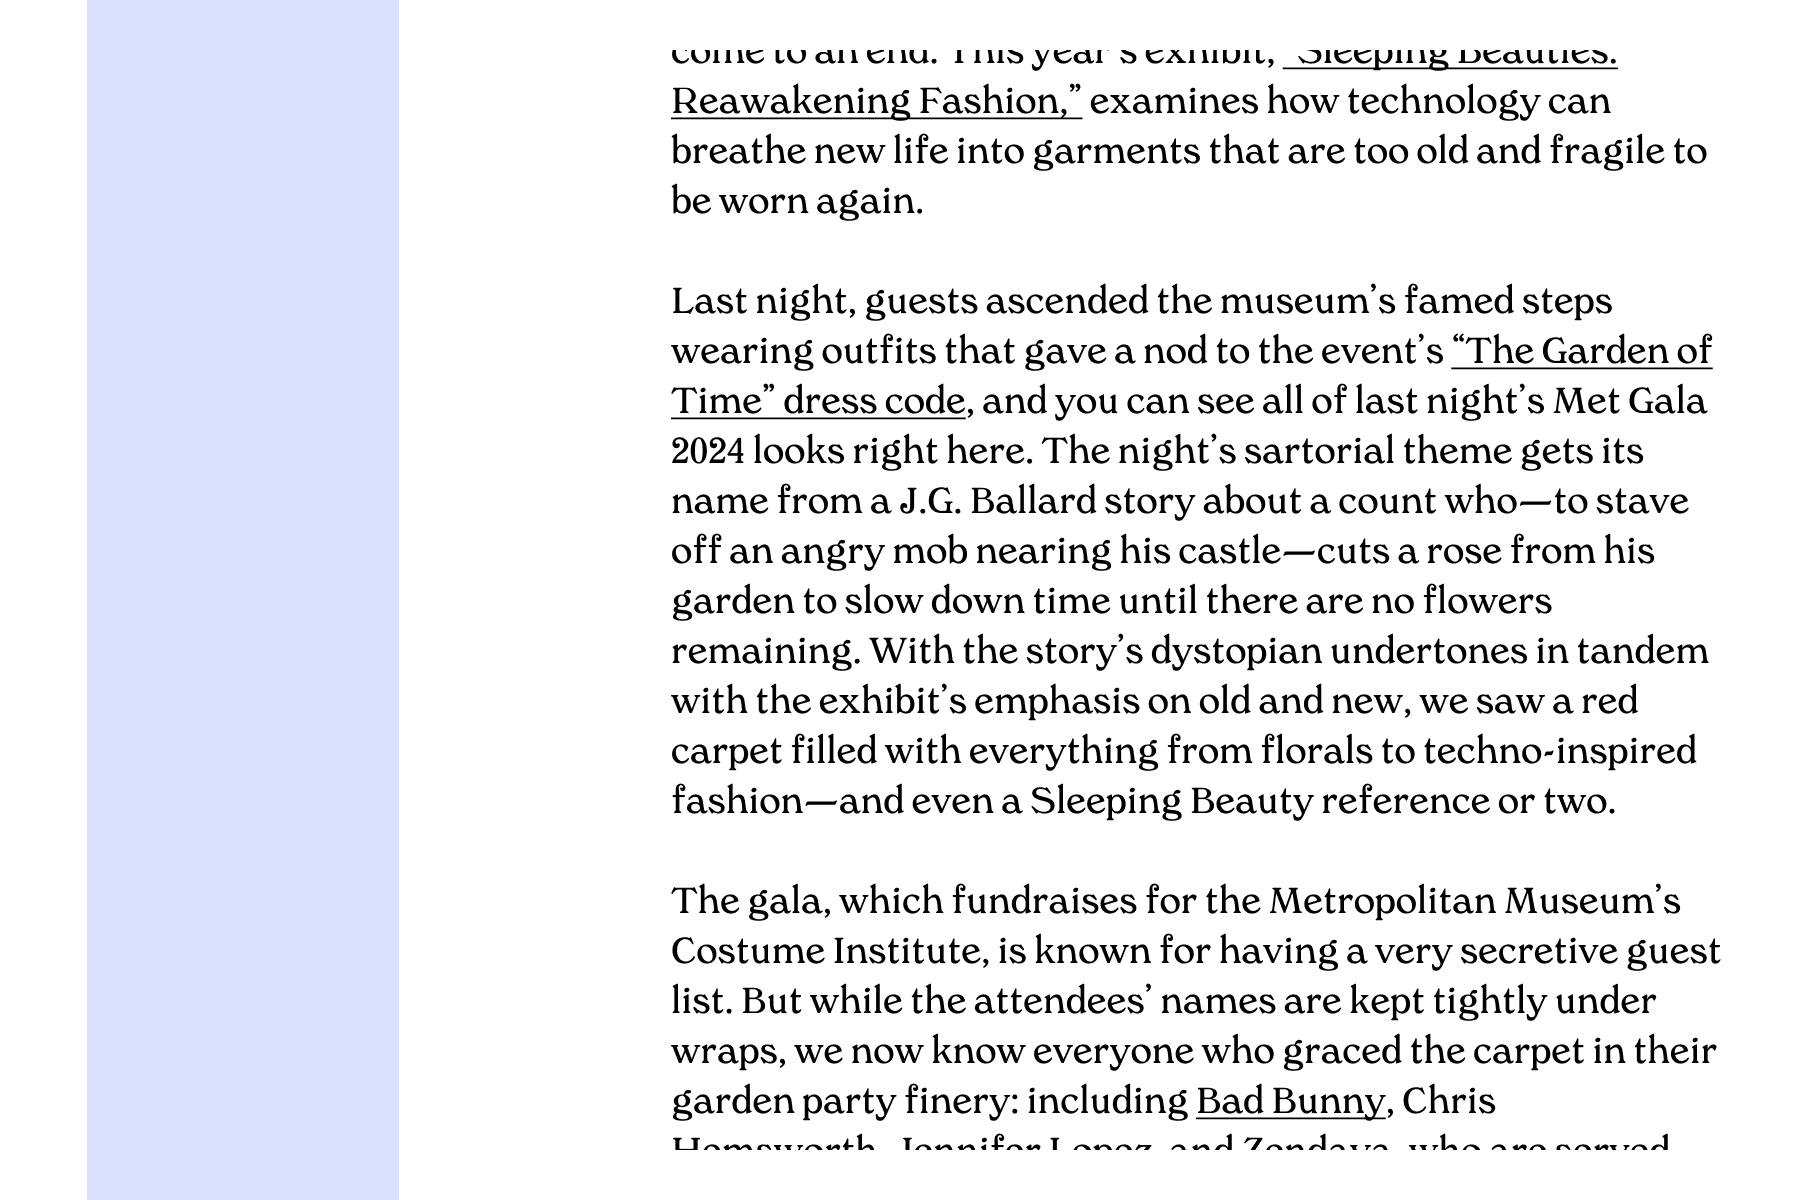 come to an end. This year’s exhibit, “Sleeping Beauties:
Reawakening Fashion,” examines how technology can
breathe new life into garments that are too old and fragile to
be worn again.
Last night, guests ascended the museum’s famed steps
wearing outfits that gave a nod to the event’s “The Garden of
Time” dress code, and you can see all of last night’s Met Gala
2024 looks right here. The night’s sartorial theme gets its
name from a J.G. Ballard story about a count who—to stave
off an angry mob nearing his castle—cuts a rose from his
garden to slow down time until there are no flowers
remaining. With the story’s dystopian undertones in tandem
with the exhibit’s emphasis on old and new, we saw a red
carpet filled with everything from florals to techno-inspired
fashion—and even a Sleeping Beauty reference or two.
The gala, which fundraises for the Metropolitan Museum’s
Costume Institute, is known for having a very secretive guest
list. But while the attendees’ names are kept tightly under
wraps, we now know everyone who graced the carpet in their
garden party finery: including Bad Bunny, Chris
Hemsworth, Jennifer Lopez, and Zendaya, who are served